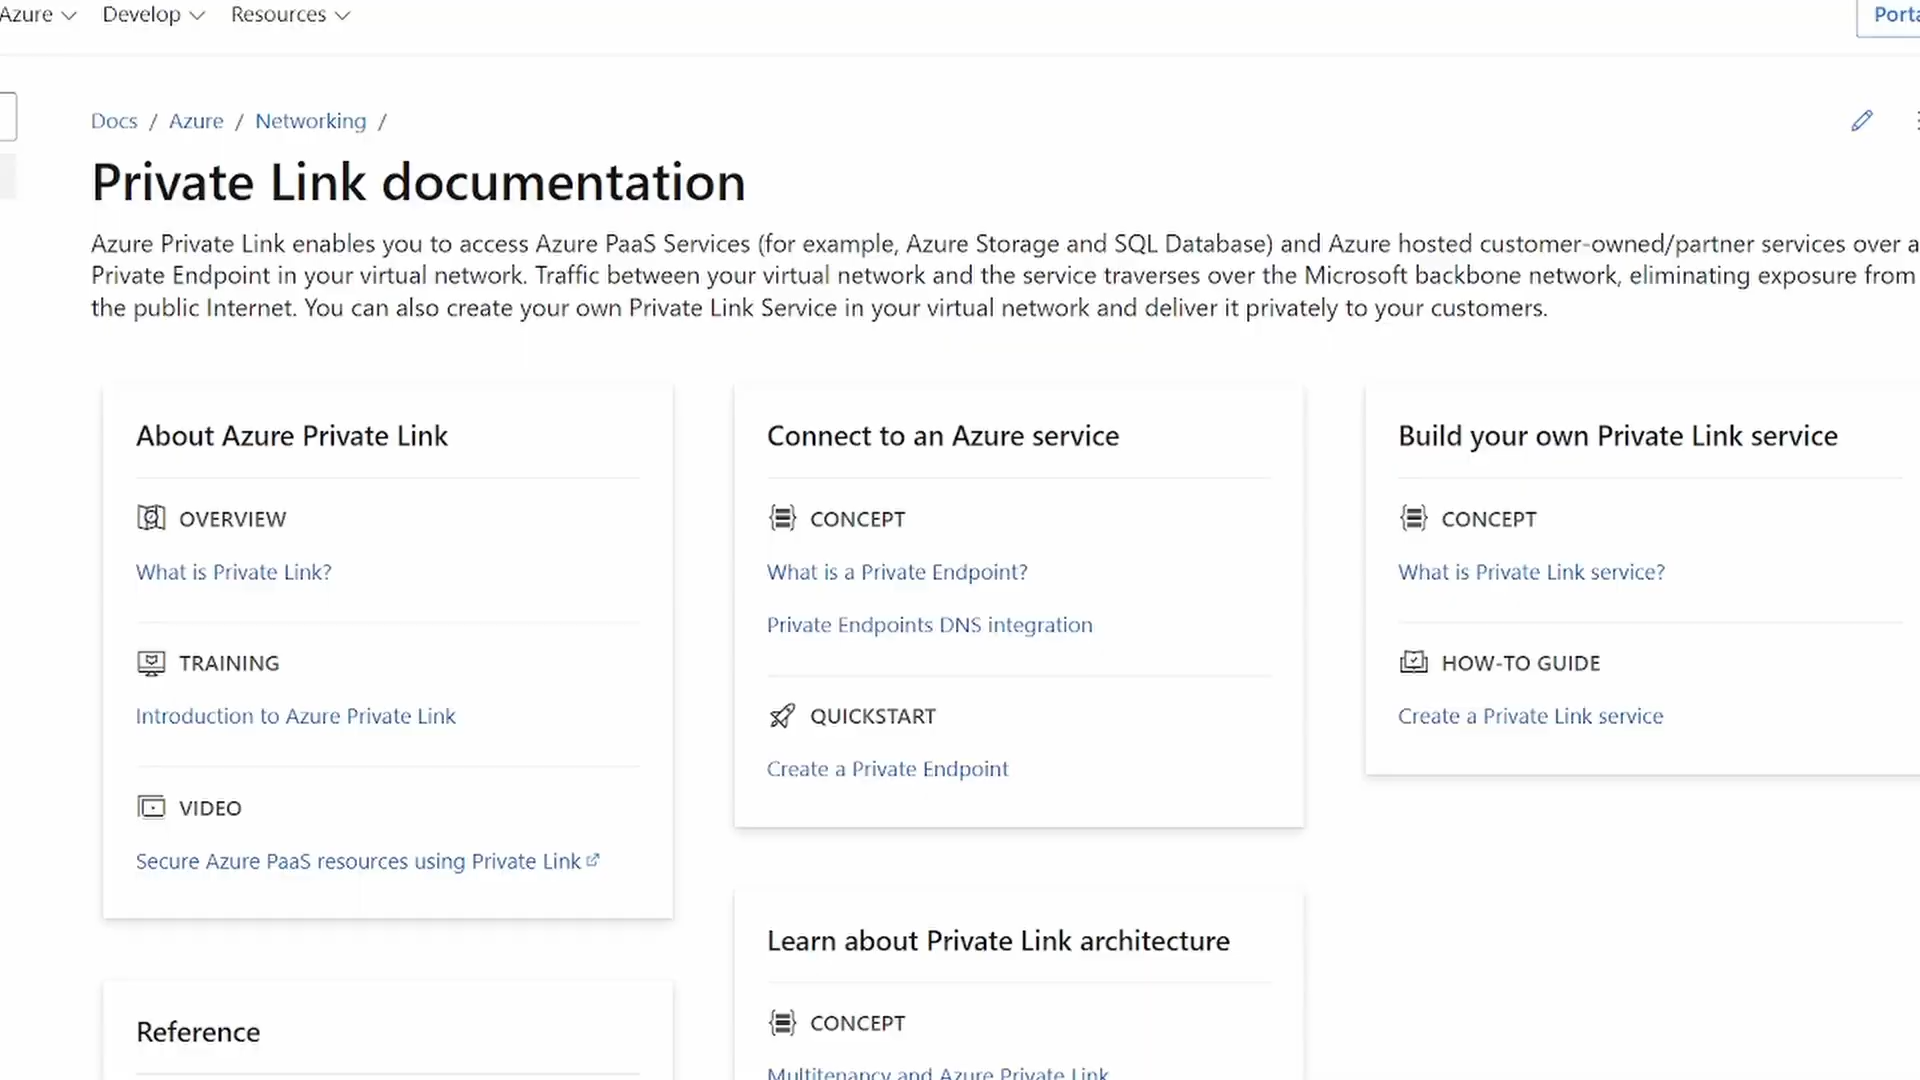 Azure Develop Resources
Docs / Azure / Networking /
Private Link documentation
Azure Private Link enables you to access Azure PaaS Services (for example, Azure Storage and SQL Database) and Azure hosted customer-owned/partner services over a
Private Endpoint in your virtual network. Traffic between your virtual network and the service traverses over the Microsoft backbone network, eliminating exposure from
the public Internet. You can also create your own Private Link Service in your virtual network and deliver it privately to your customers.
About Azure Private Link
OVERVIEW
What is Private Link?
TRAINING
Introduction to Azure Private Link
VIDEO
Secure Azure PaaS resources using Private Link
Reference
Connect to an Azure service
CONCEPT
What is a Private Endpoint?
Private Endpoints DNS integration
QUICKSTART
Create a Private Endpoint
Learn about Private Link architecture
CONCEPT
Multitenancy and Azure Private Link
Build your own Private Link service
CONCEPT
What is Private Link service?
HOW-TO GUIDE
Create a Private Link service